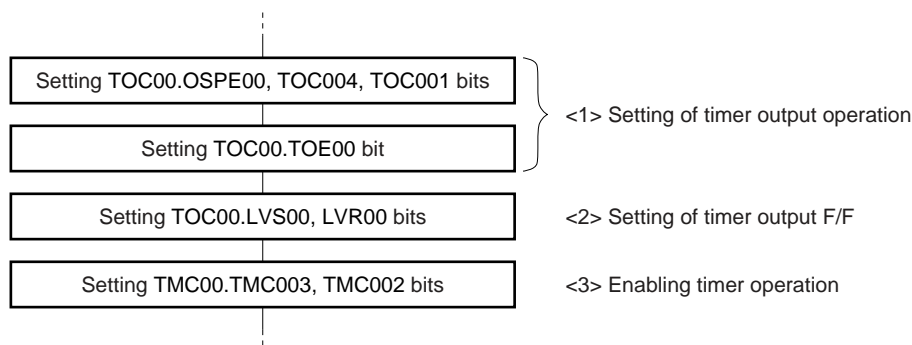 Setting TOC00.OSPE00, TOC004, TOC001 bits
<1> Setting of timer output operation
Setting TOC00.TOE00 bit
Setting TOC00.LVS00, LVR00 bits
<2> Setting of timer output F/F
Setting TMC00.TMC003, TMC002 bits
<3> Enabling timer operation